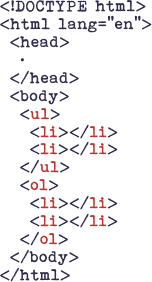 <!DOCTYPE html>
<html lang="en">
<head>
.
</head>
<body>
<ul>
<li></li>
<li></li>
</ul>
<ol>
<li></li>
<li></li>
</ol>
</body>
</html>